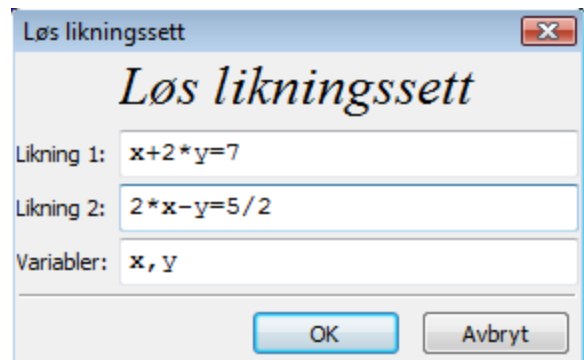 Løs likningssett
Løs likningssett
Likning 1: x+2*y=7
Likning 2: 2*x-y=5/2
Variabler: x,y
OK Avbryt